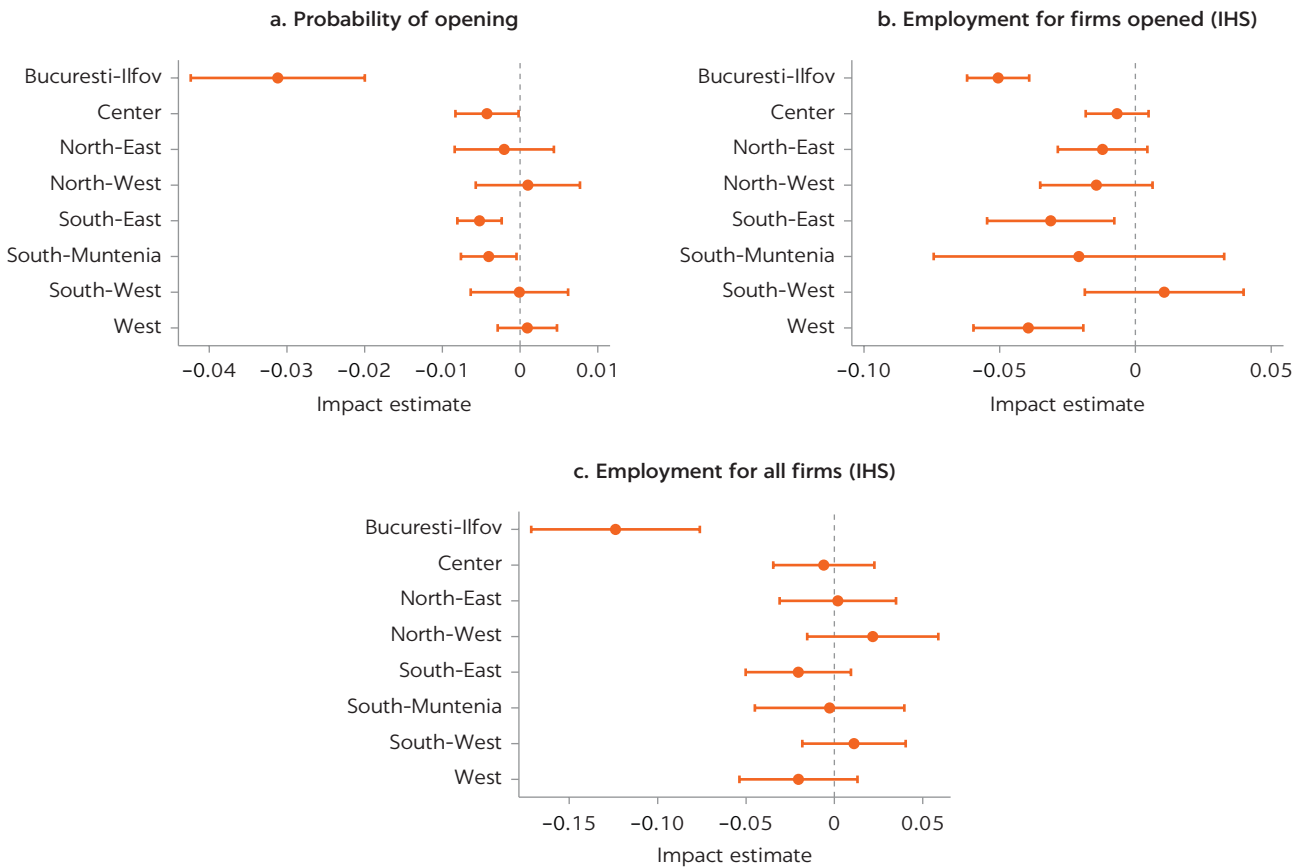 a. Probability of opening
Bucuresti-Ilfov
Center
North-East
North-West
South-East
South-Muntenia
South-West
West
−0.04 −0.03 −0.02 −0.01 0 0.01
Impact estimate
b. Employment for firms opened (IHS)
Bucuresti-Ilfov
Center
North-East
North-West
South-East
South-Muntenia
South-West
West
−0.10 −0.05 0 0.05
Impact estimate
c. Employment for all firms (IHS)
Bucuresti-Ilfov
Center
North-East
North-West
South-East
South-Muntenia
South-West
West
−0.15 −0.10 −0.05 0 0.05
Impact estimate